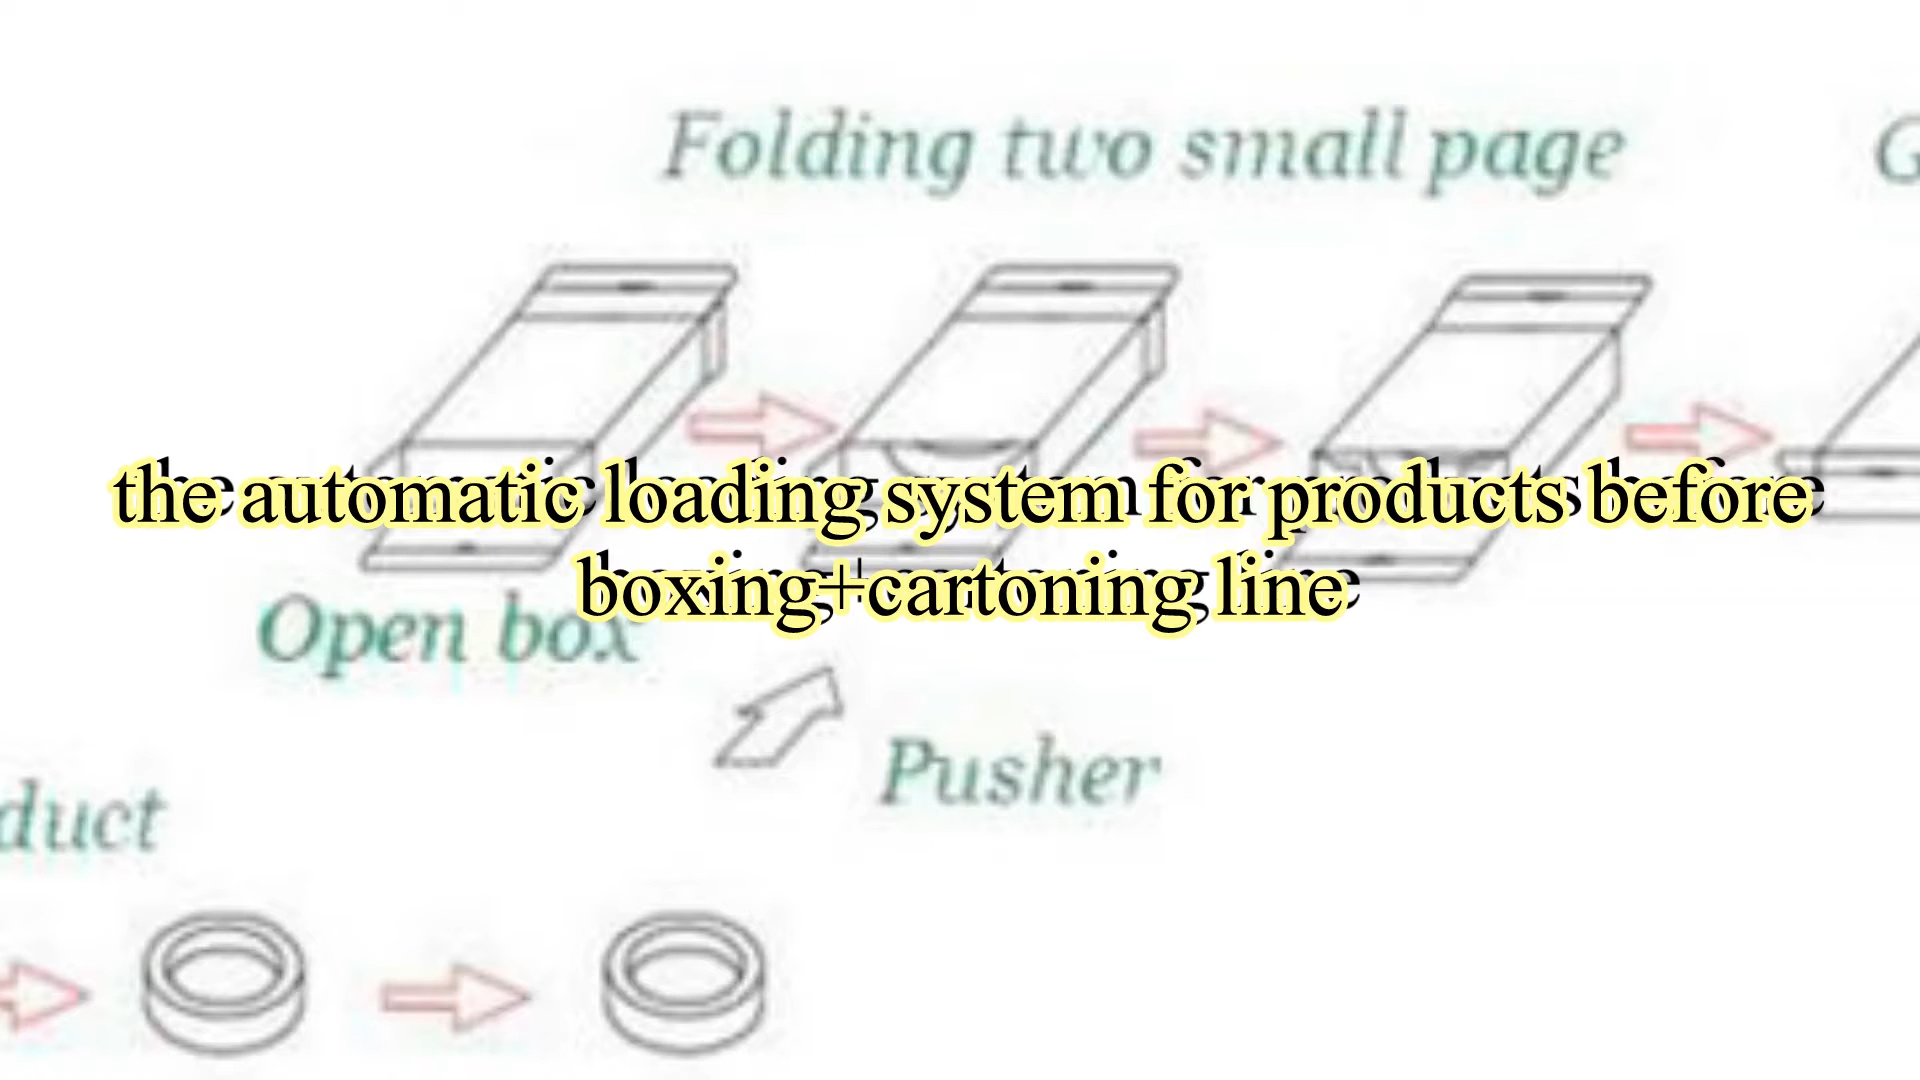 Folding two small page
the automatic loading system for products before
boxing+cartoning line
Open box
Pusher
duct